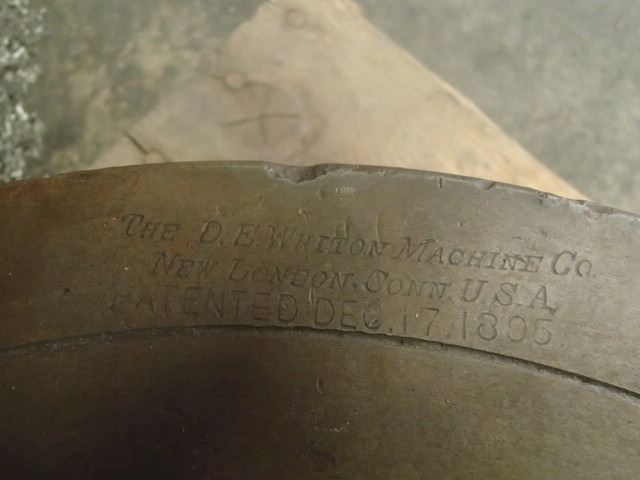 THE D. E. WHITON MACHINE CO.
NEW LONDON, CONN. U.S.A.
PATENTED DEC. 17, 1805.